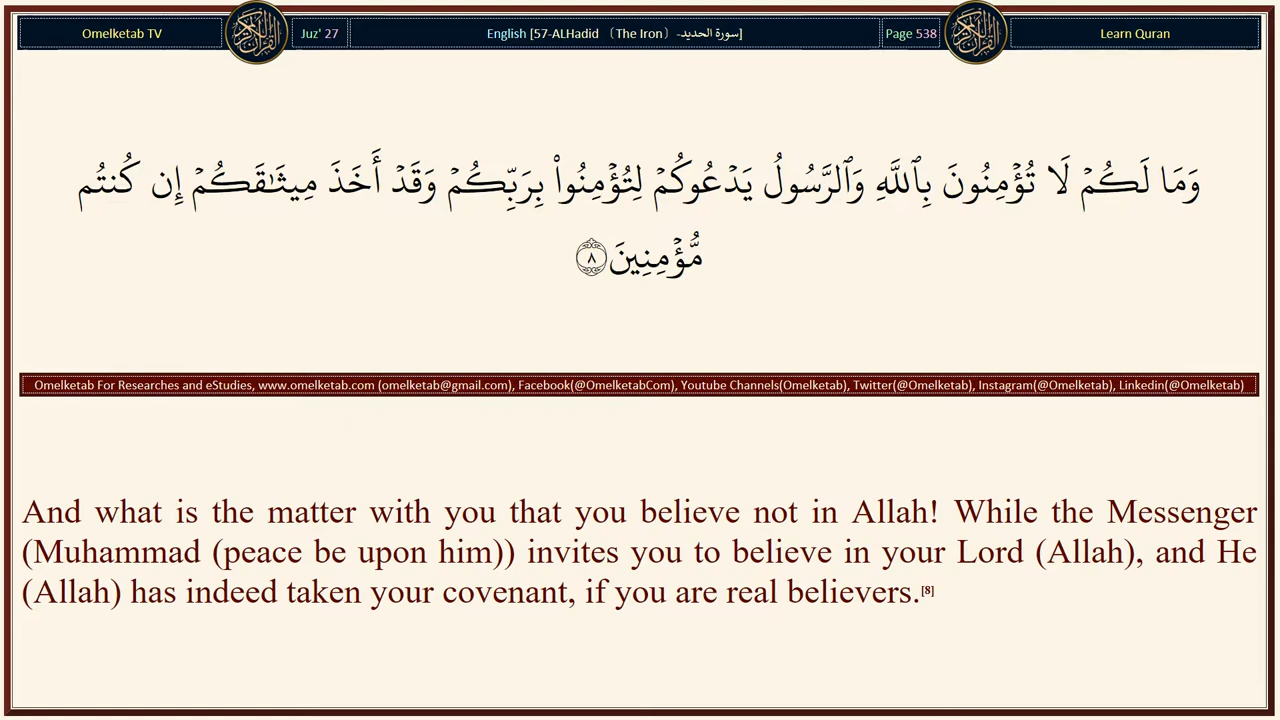 Omelketab TV
Juz' 27
English [57-ALHadid （The Iron）-سورة الحديد]
Page 538
Learn Quran
وَمَا لَكُمۡ لَا تُؤۡمِنُونَ بِٱللَّهِ وَٱلرَّسُولُ يَدۡعُوكُمۡ لِتُؤۡمِنُواْ بِرَبِّكُمۡ وَقَدۡ أَخَذَ مِيثَٰقَكُمۡ إِن كُنتُم
مُّؤۡمِنِينَ ٨
Omelketab For Researches and eStudies, www.omelketab.com (omelketab@gmail.com), Facebook(@OmelketabCom), Youtube Channels(Omelketab), Twitter(@Omelketab), Instagram(@Omelketab), Linkedin(@Omelketab)
And what is the matter with you that you believe not in Allah! While the Messenger
(Muhammad (peace be upon him)) invites you to believe in your Lord (Allah), and He
(Allah) has indeed taken your covenant, if you are real believers.[8]